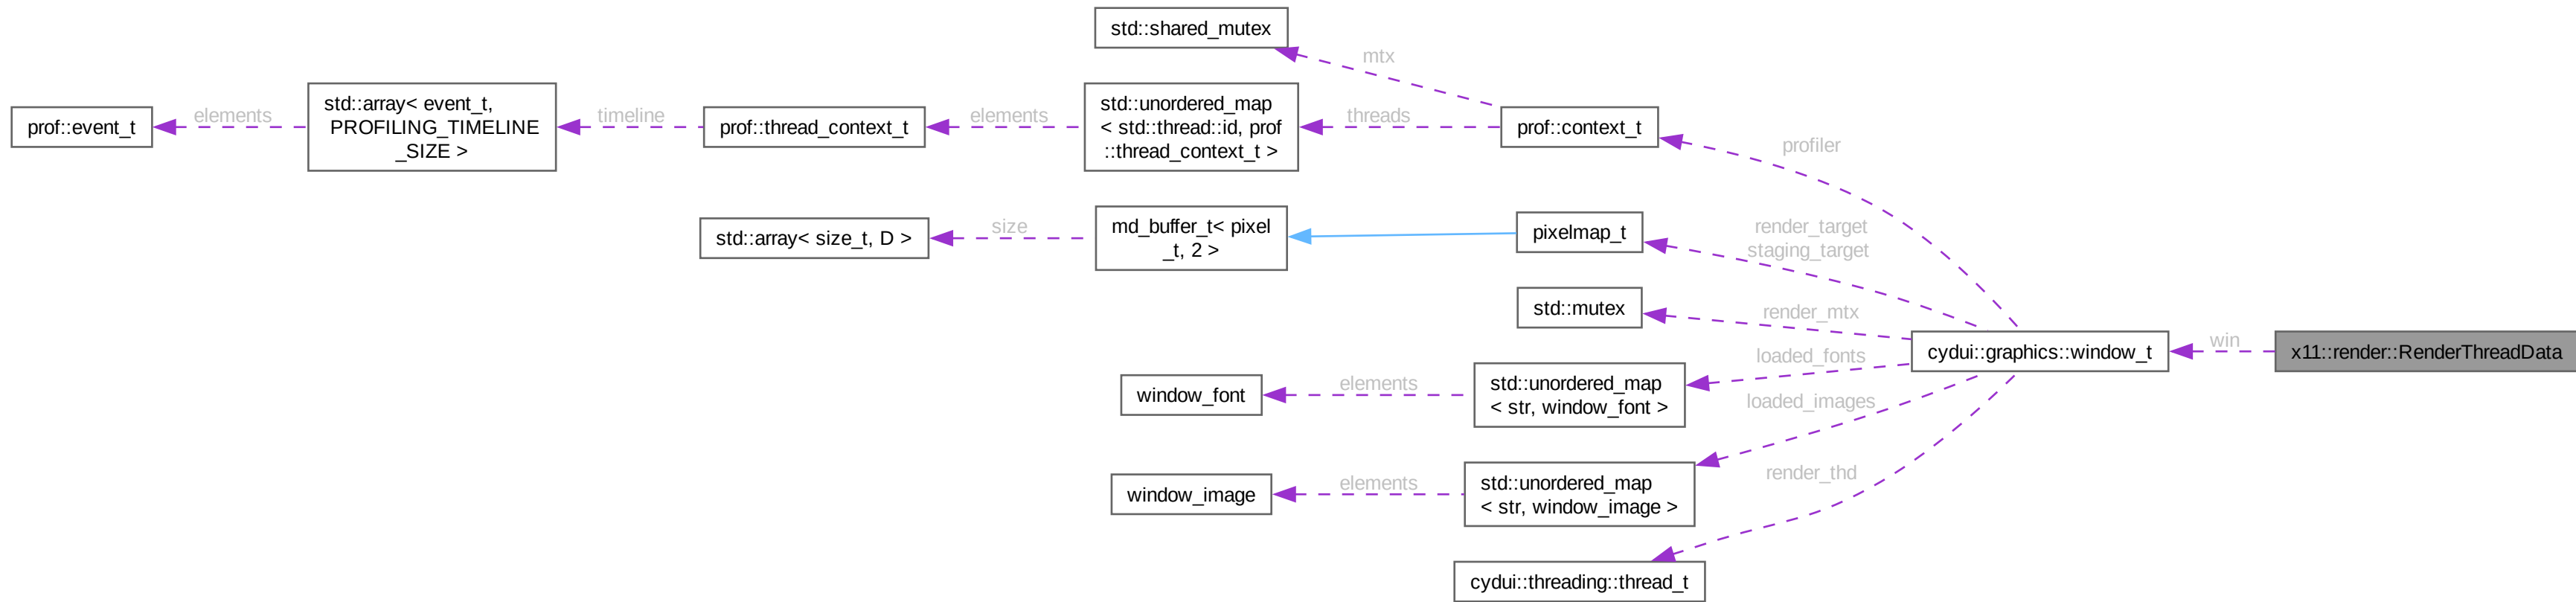 std::shared_mutex
mtx
prof::event_t
elements
std::array< event_t,
PROFILING_TIMELINE
_SIZE >
timeline
prof::thread_context_t
elements
std::unordered_map
< std::thread::id, prof
::thread_context_t >
threads
prof::context_t
profiler
std::array< size_t, D >
size
md_buffer_t< pixel
_t, 2 >
pixelmap_t
render_target
staging_target
std::mutex
render_mtx
window_font
elements
std::unordered_map
< str, window_font >
loaded_fonts
cydui::graphics::window_t
win
x11::render::RenderThreadData
loaded_images
window_image
elements
std::unordered_map
< str, window_image >
render_thd
cydui::threading::thread_t